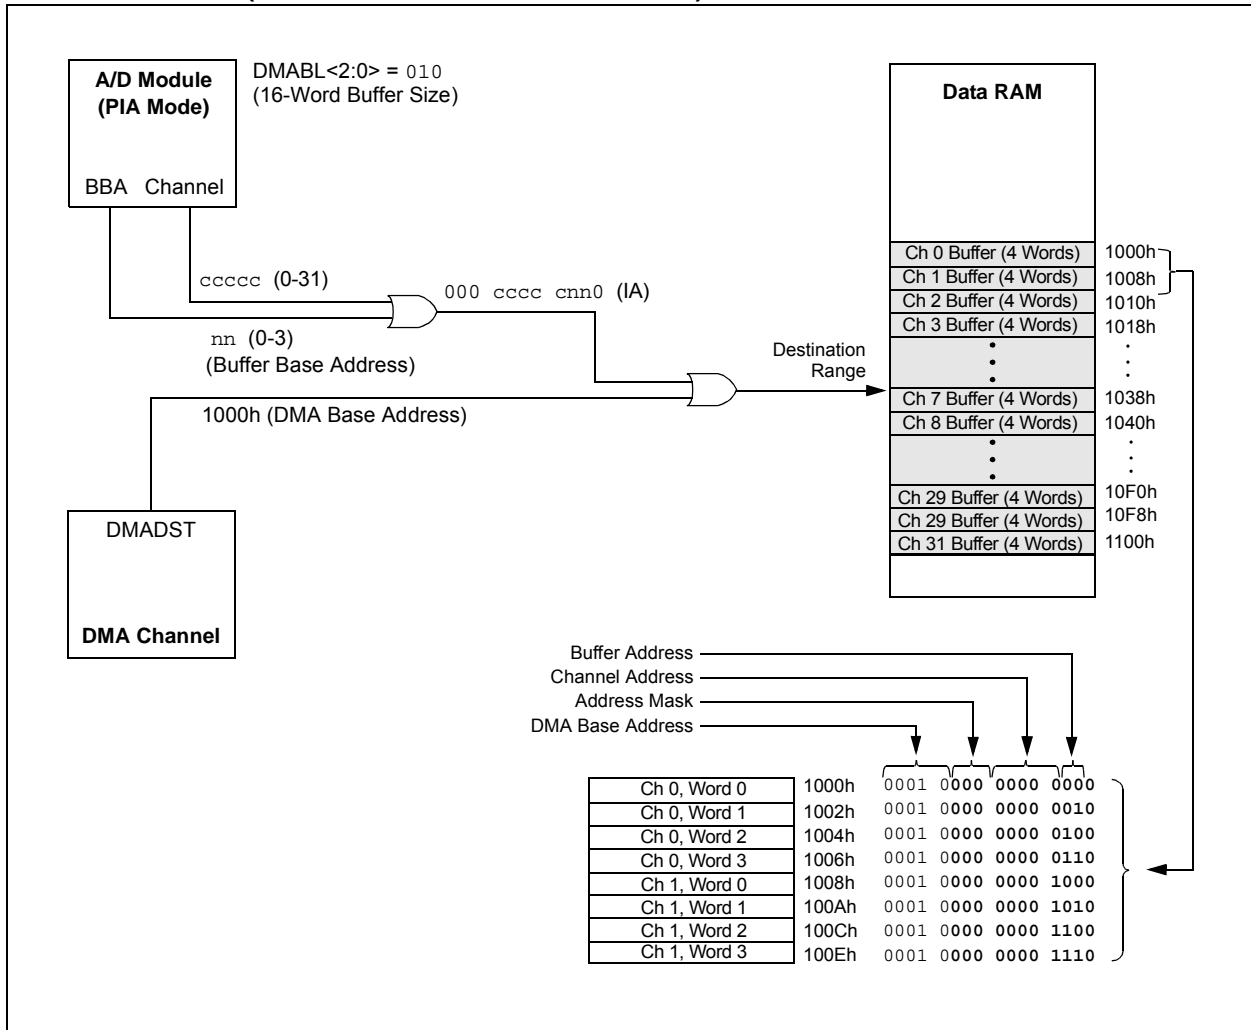 A/D Module
(PIA Mode)
BBA Channel
DMABL<2:0> = 010
(16-Word Buffer Size)
ccccc (0-31)
nn (0-3)
(Buffer Base Address)
000 cccc cnn0 (IA)
1000h (DMA Base Address)
DMADST
DMA Channel
Destination
Range
Data RAM
Ch 0 Buffer (4 Words) 1000h
Ch 1 Buffer (4 Words) 1008h
Ch 2 Buffer (4 Words) 1010h
Ch 3 Buffer (4 Words) 1018h
Ch 7 Buffer (4 Words) 1038h
Ch 8 Buffer (4 Words) 1040h
Ch 29 Buffer (4 Words) 10F0h
Ch 29 Buffer (4 Words) 10F8h
Ch 31 Buffer (4 Words) 1100h
Buffer Address
Channel Address
Address Mask
DMA Base Address
Ch 0, Word 0 1000h 0001 0000 0000 0000
Ch 0, Word 1 1002h 0001 0000 0000 0010
Ch 0, Word 2 1004h 0001 0000 0000 0100
Ch 0, Word 3 1006h 0001 0000 0000 0110
Ch 1, Word 0 1008h 0001 0000 0000 1000
Ch 1, Word 1 100Ah 0001 0000 0000 1010
Ch 1, Word 2 100Ch 0001 0000 0000 1100
Ch 1, Word 3 100Eh 0001 0000 0000 1110